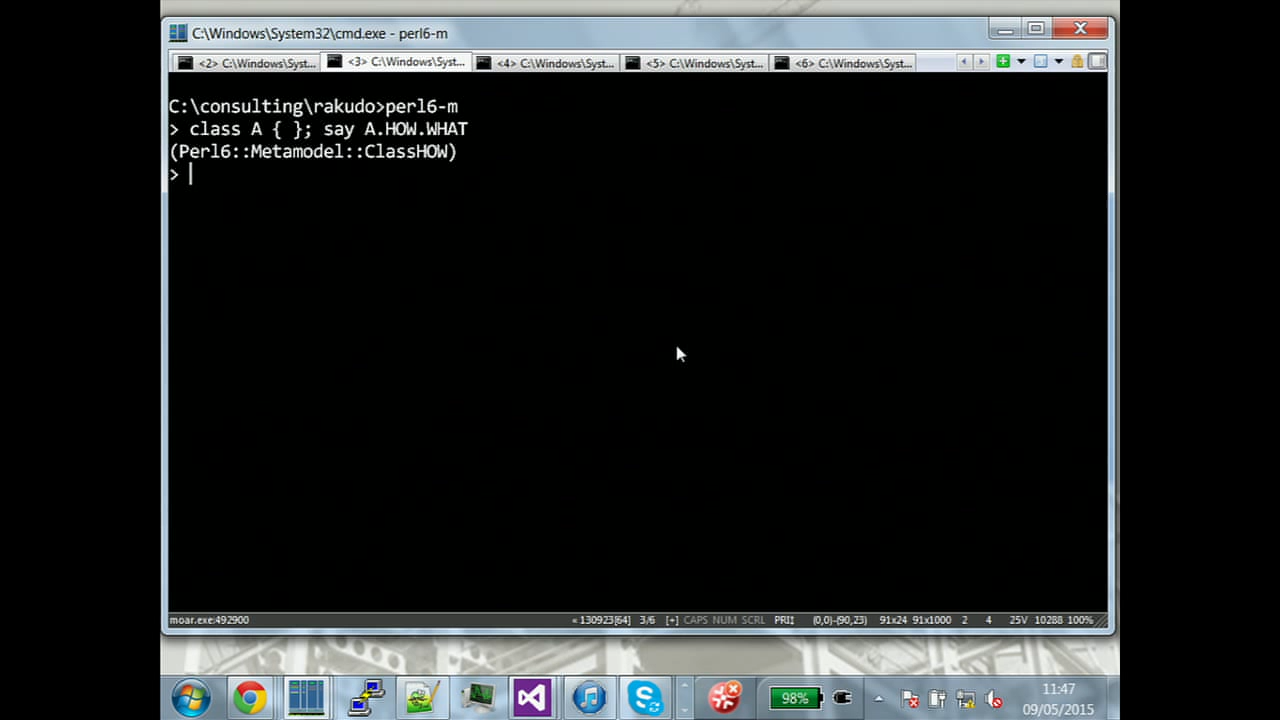 C:\Windows\System32\cmd.exe - perl6-m
<2> C:\Windows\Syst... <3> C:\Windows\Syst... <4> C:\Windows\Syst... <5> C:\Windows\Syst... <6> C:\Windows\Syst...
C:\consulting\rakudo>perl6-m
> class A { }; say A.HOW.WHAT
(Perl6::Metamodel::ClassHOW)
>
moar.exe:492900 « 130923[64] 3/6 [+] CAPS NUM SCRL PRI‡ (0,0)-(90,23) 91x24 91x1000 2 4 25V 10288 100%
98% 11:47
09/05/2015